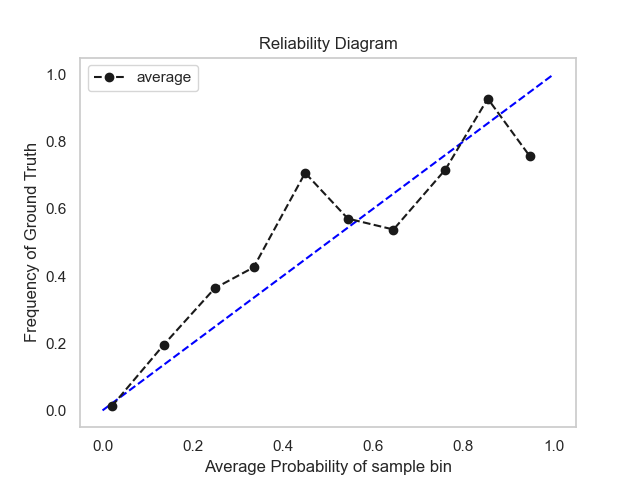 Reliability Diagram
average
Frequency of Ground Truth
1.0
0.8
0.6
0.4
0.2
0.0
0.0 0.2 0.4 0.6 0.8 1.0
Average Probability of sample bin